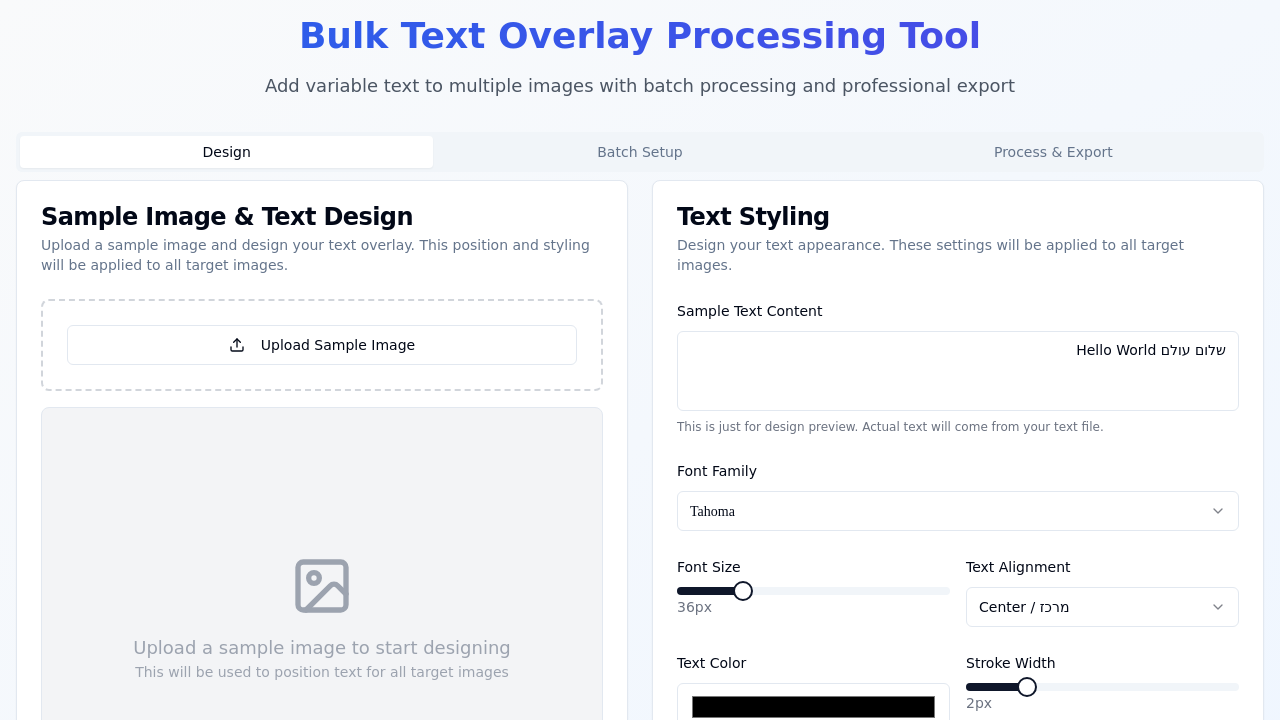 Bulk Text Overlay Processing Tool
Add variable text to multiple images with batch processing and professional export
Design
Batch Setup
Process & Export
Sample Image & Text Design
Upload a sample image and design your text overlay. This position and styling
will be applied to all target images.
Upload Sample Image
Upload a sample image to start designing
This will be used to position text for all target images
Text Styling
Design your text appearance. These settings will be applied to all target
images.
Sample Text Content
שלום עולם Hello World
This is just for design preview. Actual text will come from your text file.
Font Family
Tahoma
Font Size
36px
Text Alignment
Center / מרכז
Text Color
Stroke Width
2px